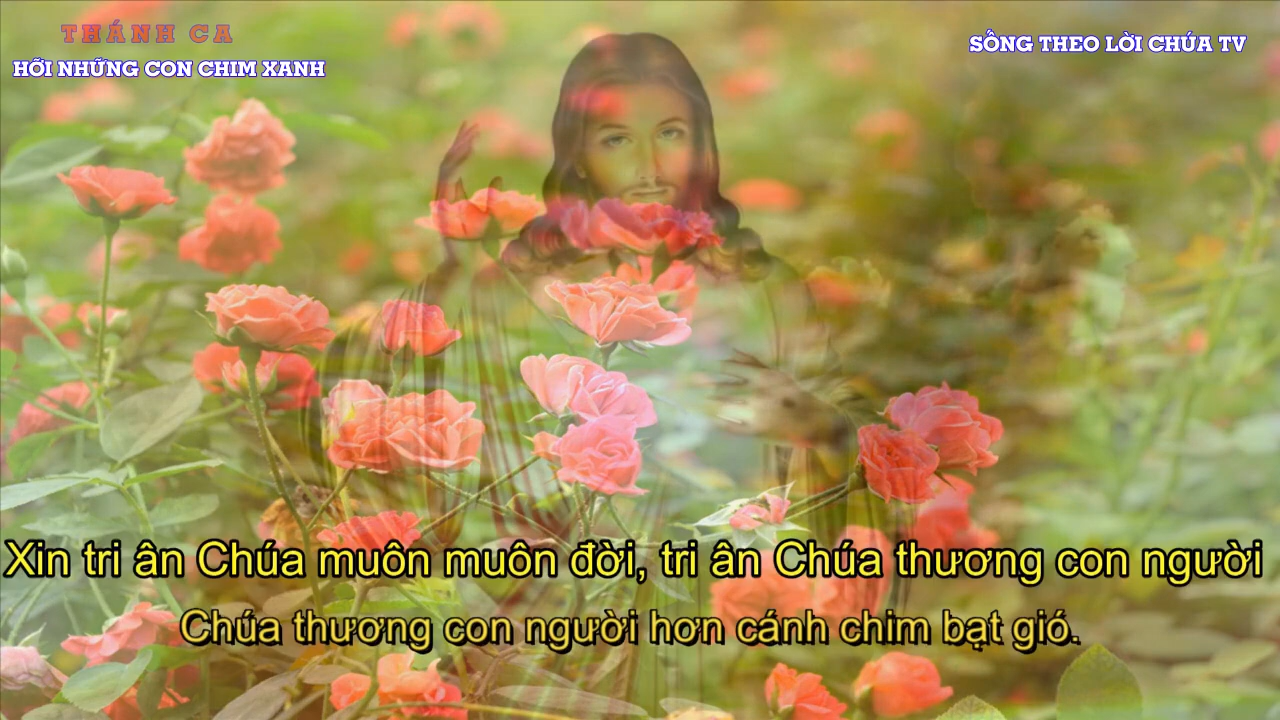 THÁNH CA
HỠI NHỮNG CON CHIM XANH
SỐNG THEO LỜI CHÚA TV
Xin tri ân Chúa muôn muôn đời, tri ân Chúa thương con người
Chúa thương con người hơn cánh chim bạt gió.